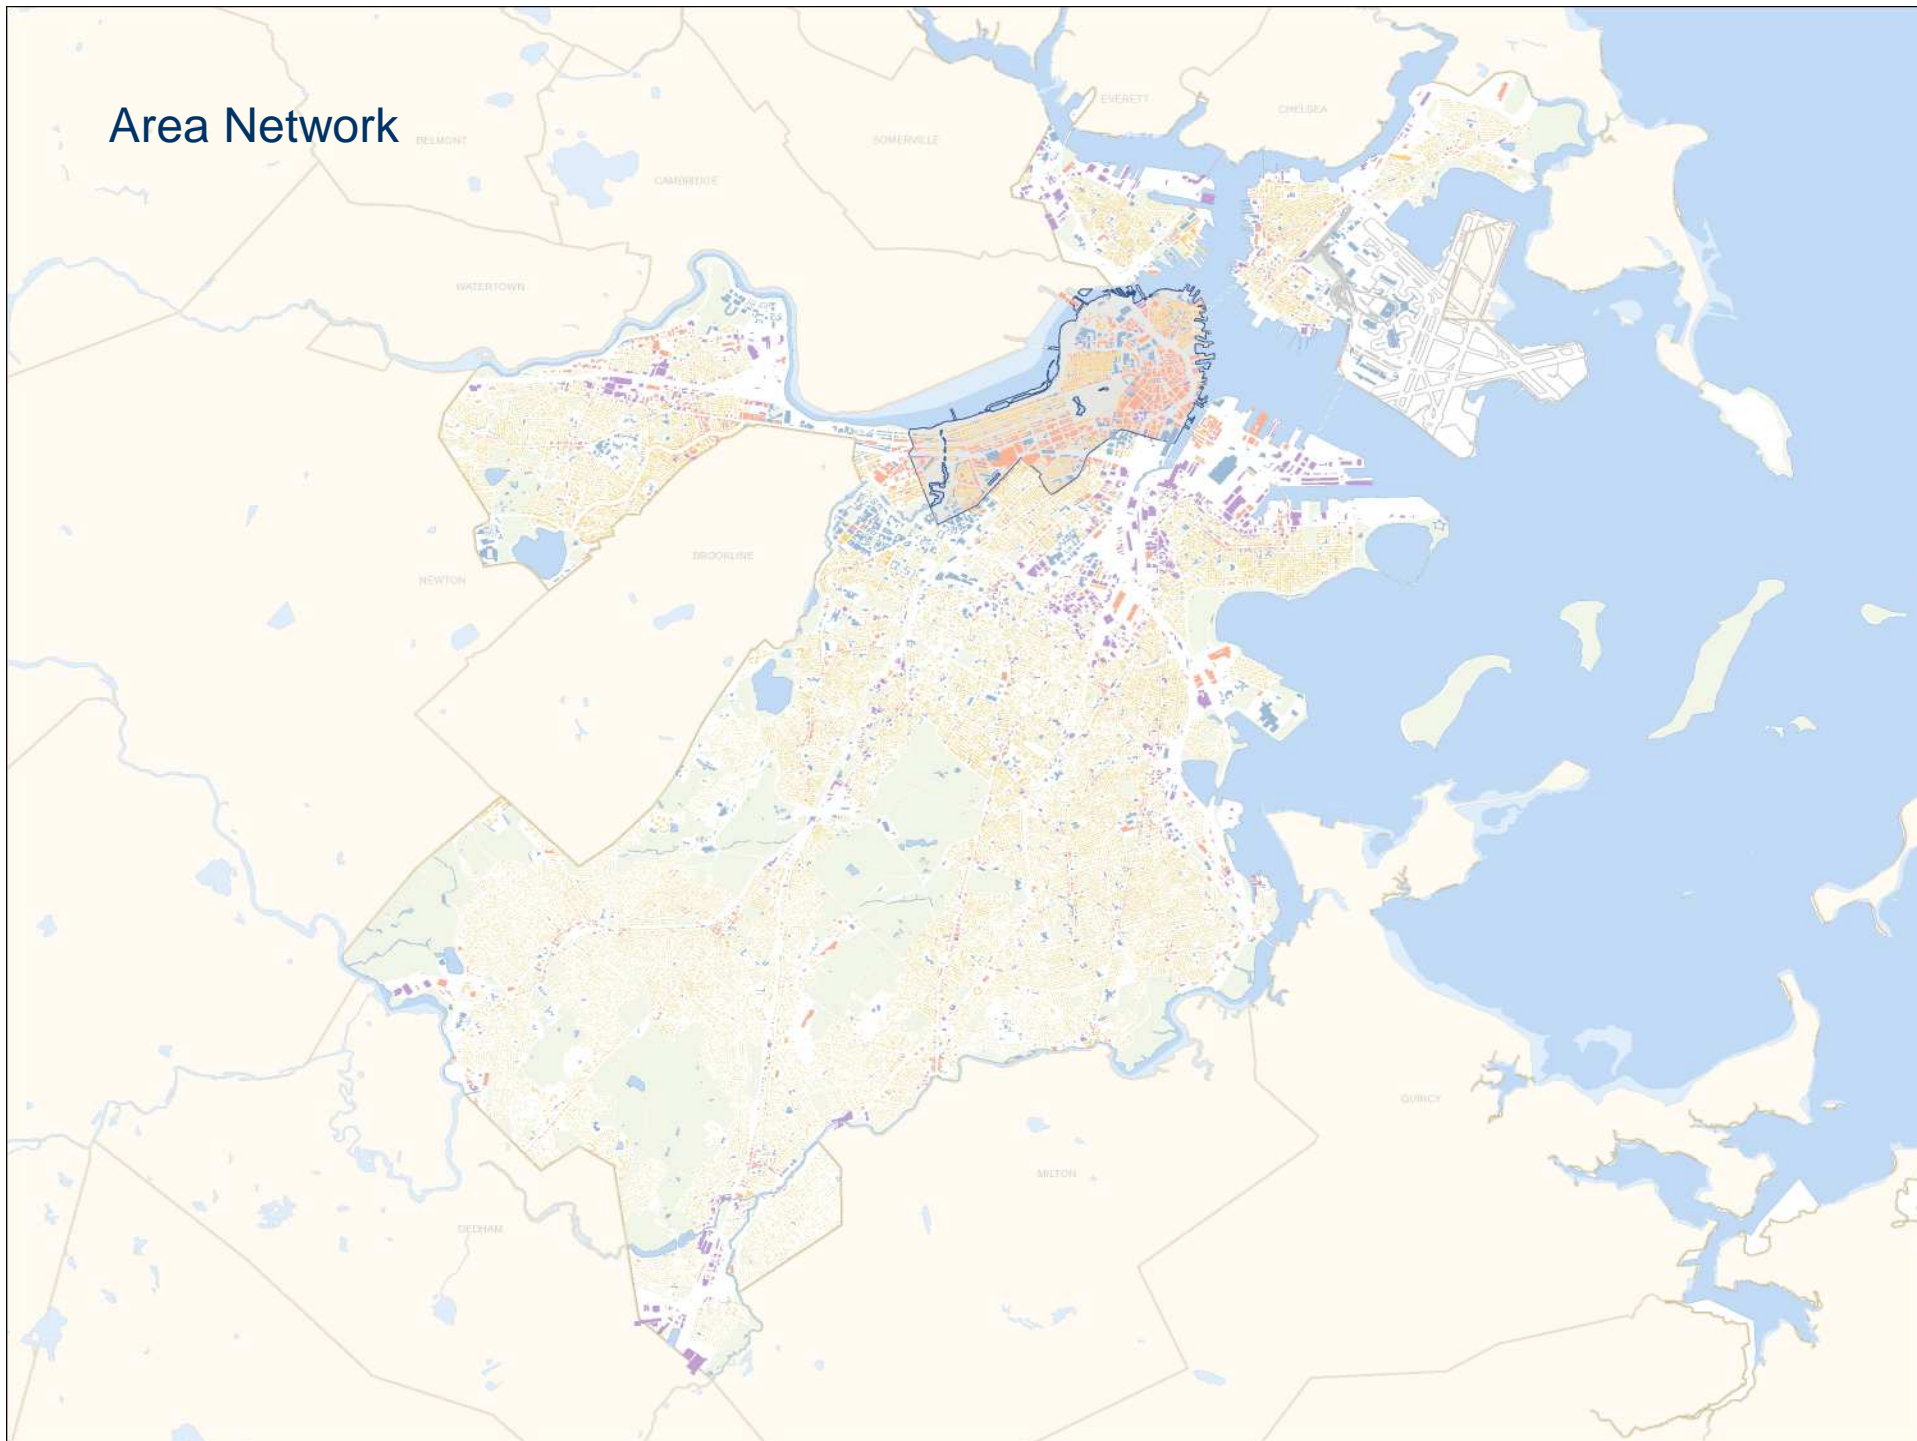 Area Network
EVERETT
CHELSEA
BELMONT
SOMERVILLE
CAMBRIDGE
WATERTOWN
BROOKLINE
NEWTON
QUINCY
MILTON
DEDHAM